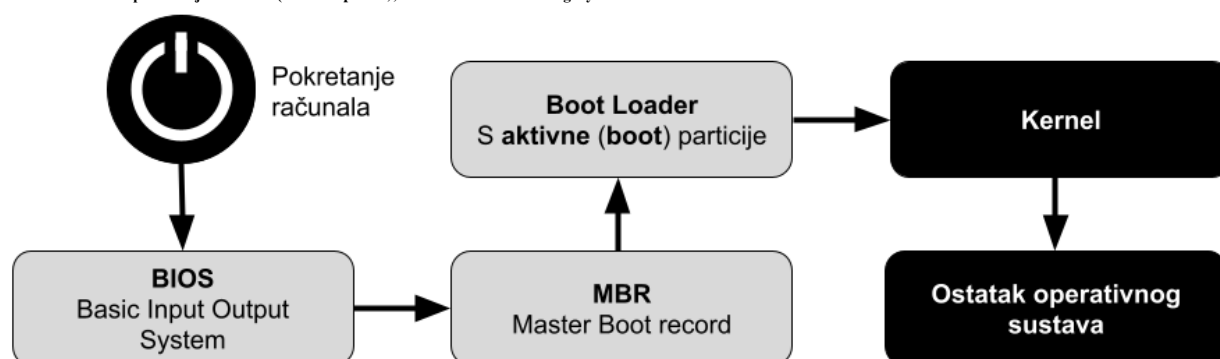 Pokretanje
računala
BIOS
Basic Input Output
System
MBR
Master Boot record
Boot Loader
S aktivne (boot) particije
Kernel
Ostatak operativnog
sustava